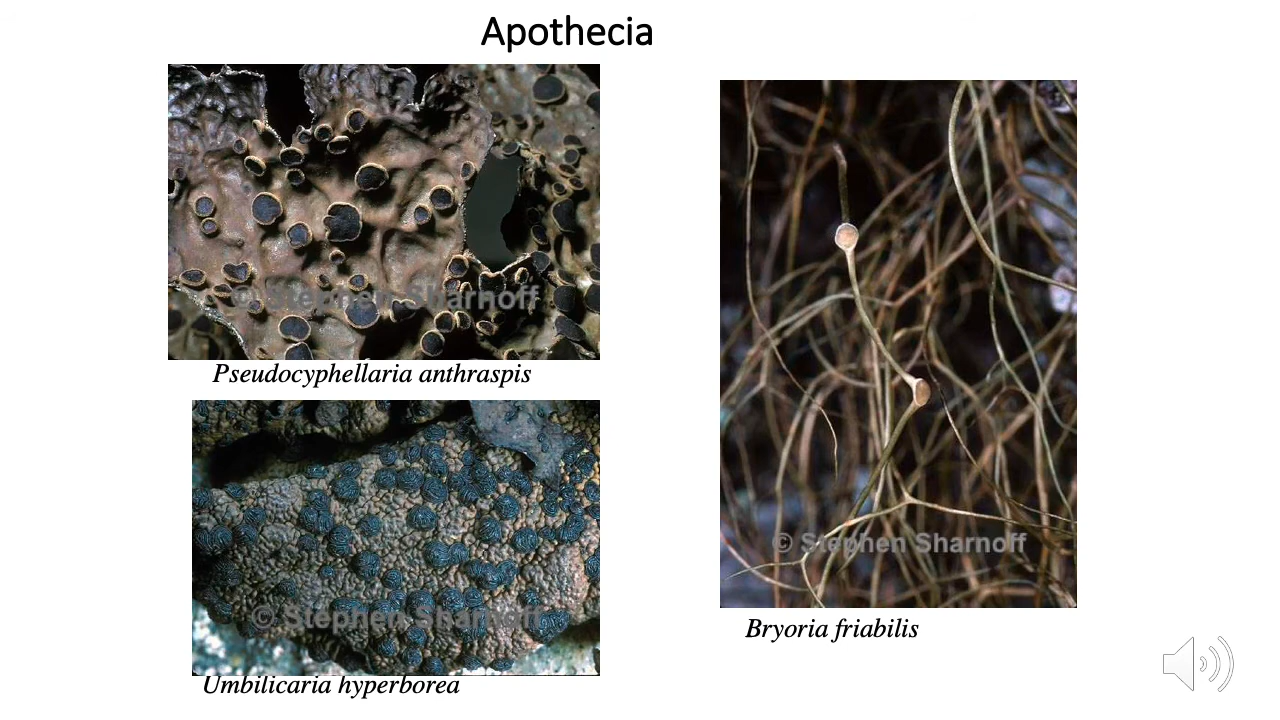 Apothecia
© Stephen Sharnoff
Pseudocyphellaria anthraspis
© Stephen Sharnoff
Umbilicaria hyperborea
© Stephen Sharnoff
Bryoria friabilis